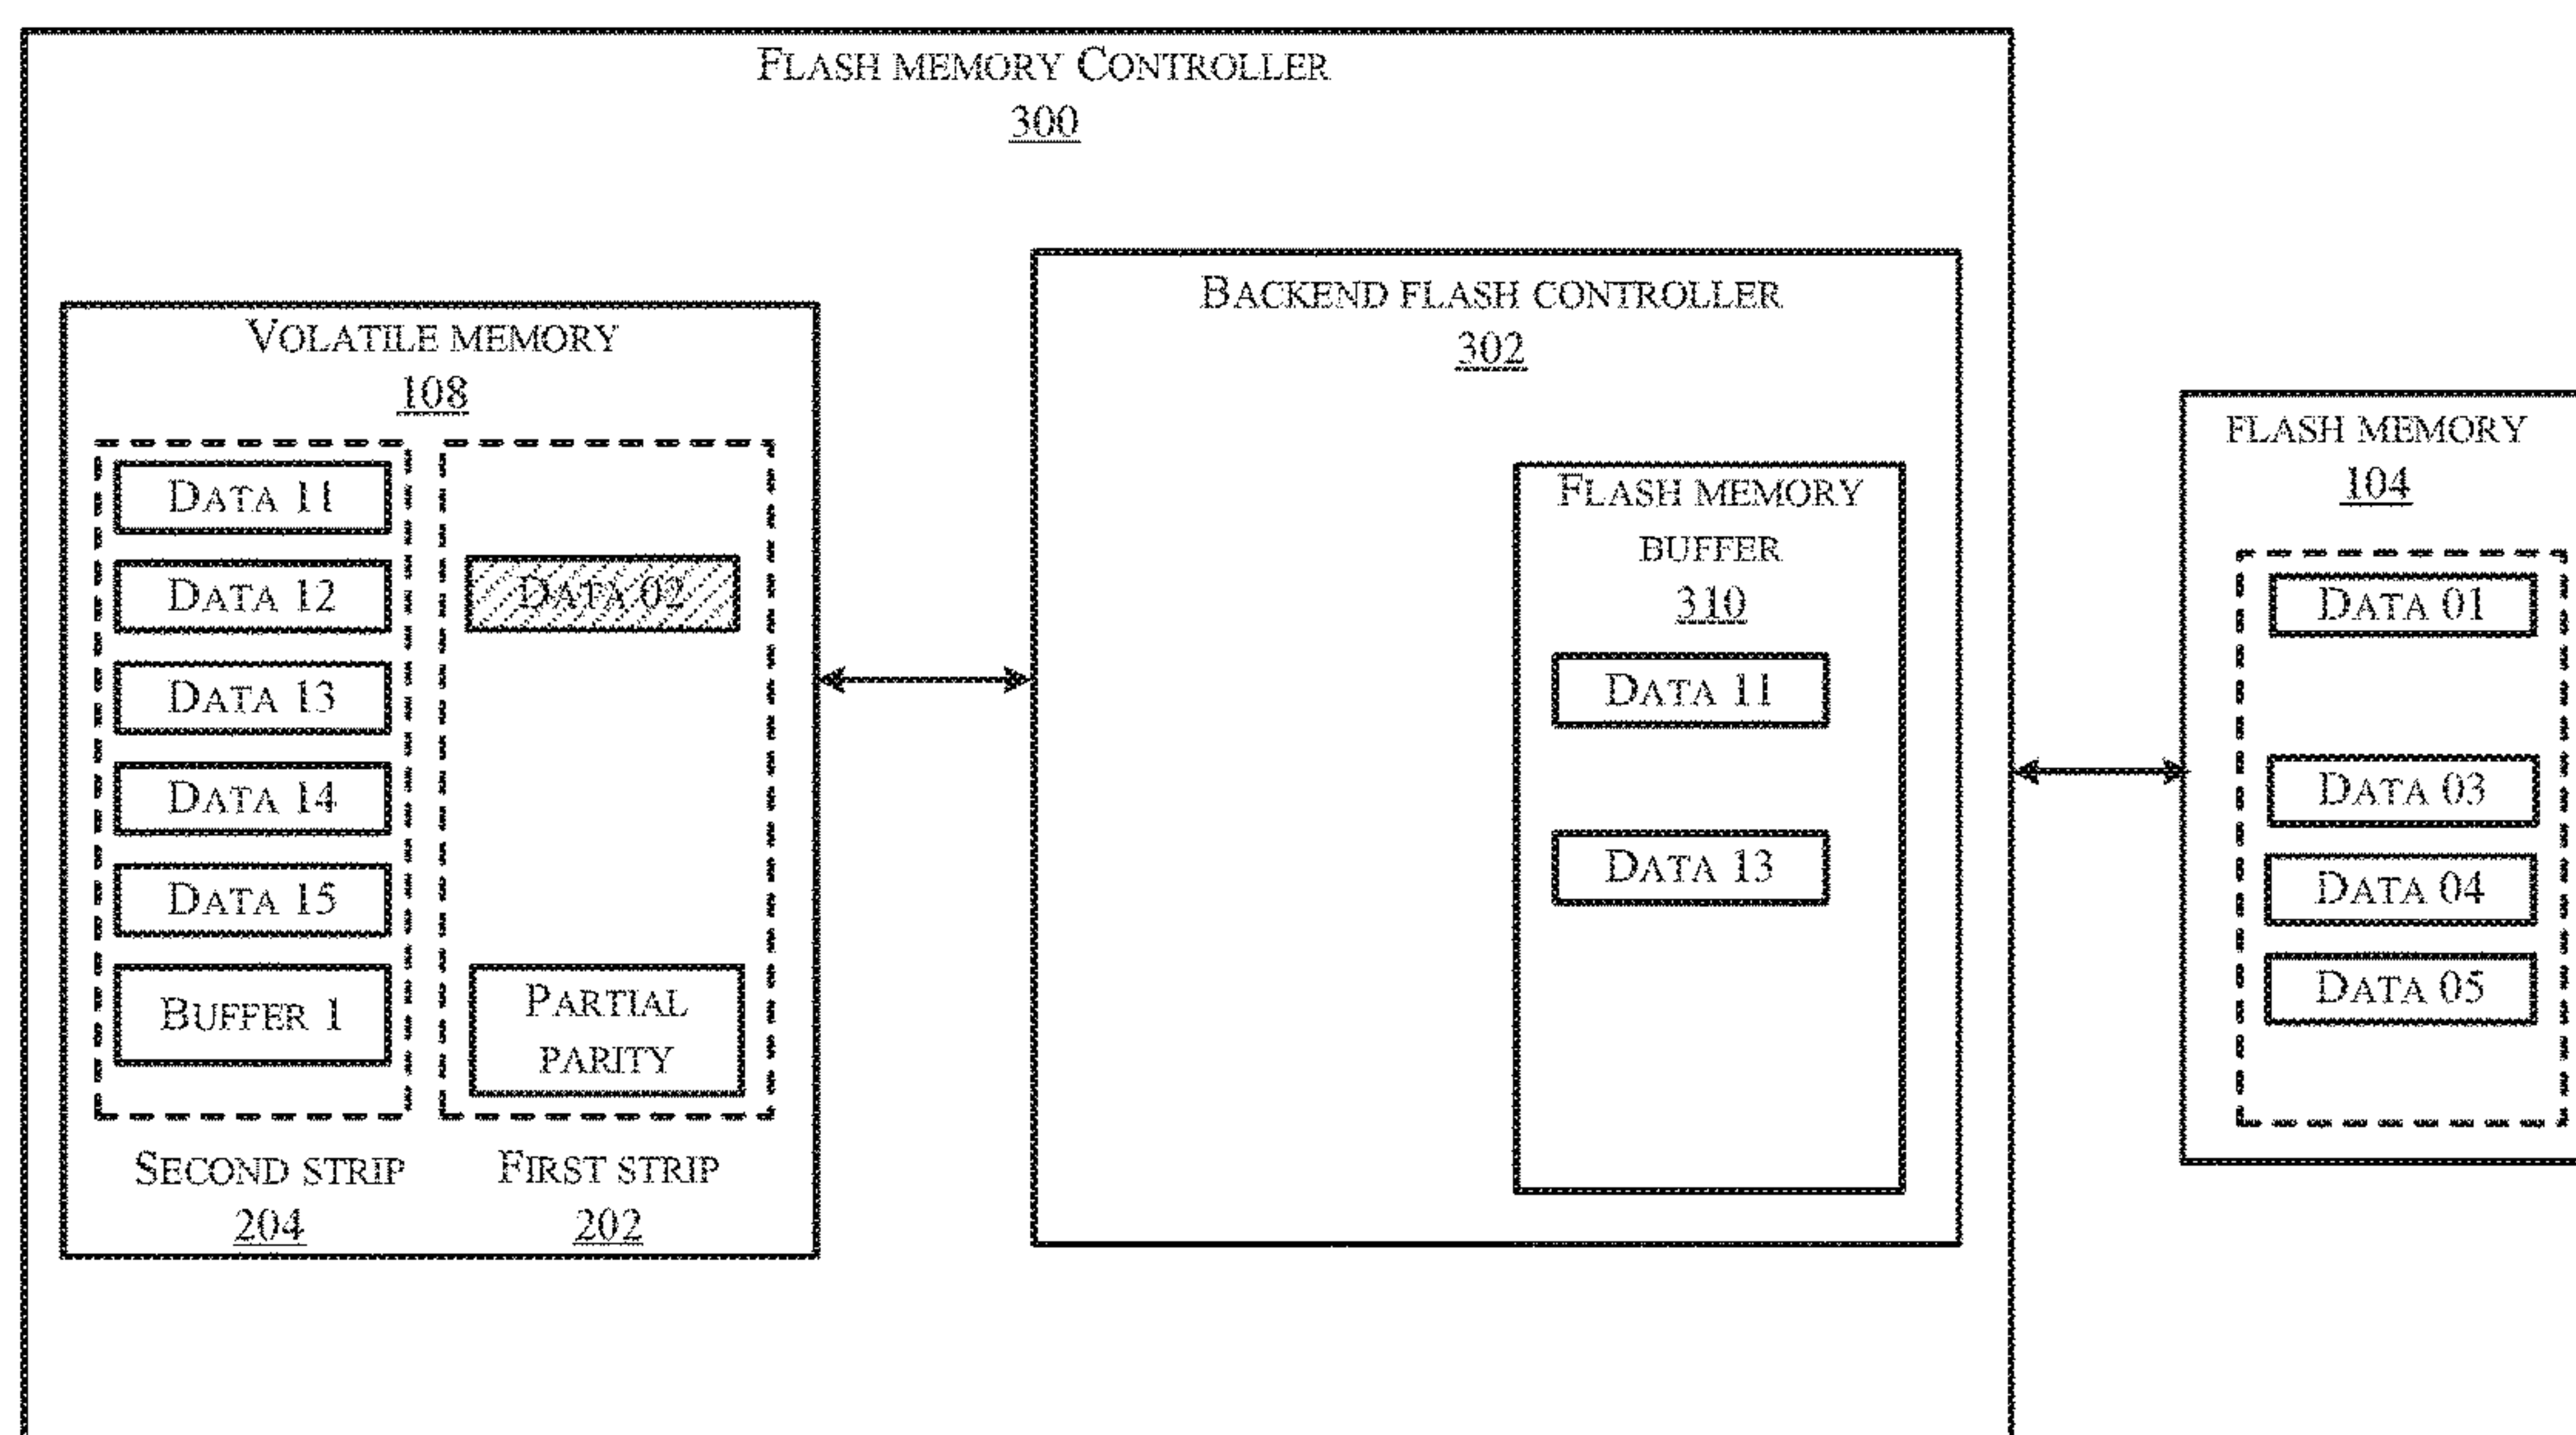 FLASH MEMORY CONTROLLER
300
VOLATILE MEMORY
108
DATA 11
DATA 12
DATA 13
DATA 14
DATA 15
BUFFER 1
SECOND STRIP
204
DATA 02
PARTIAL
PARITY
FIRST STRIP
202
BACKEND FLASH CONTROLLER
302
FLASH MEMORY
BUFFER
310
DATA 11
DATA 13
FLASH MEMORY
104
DATA 01
DATA 03
DATA 04
DATA 05